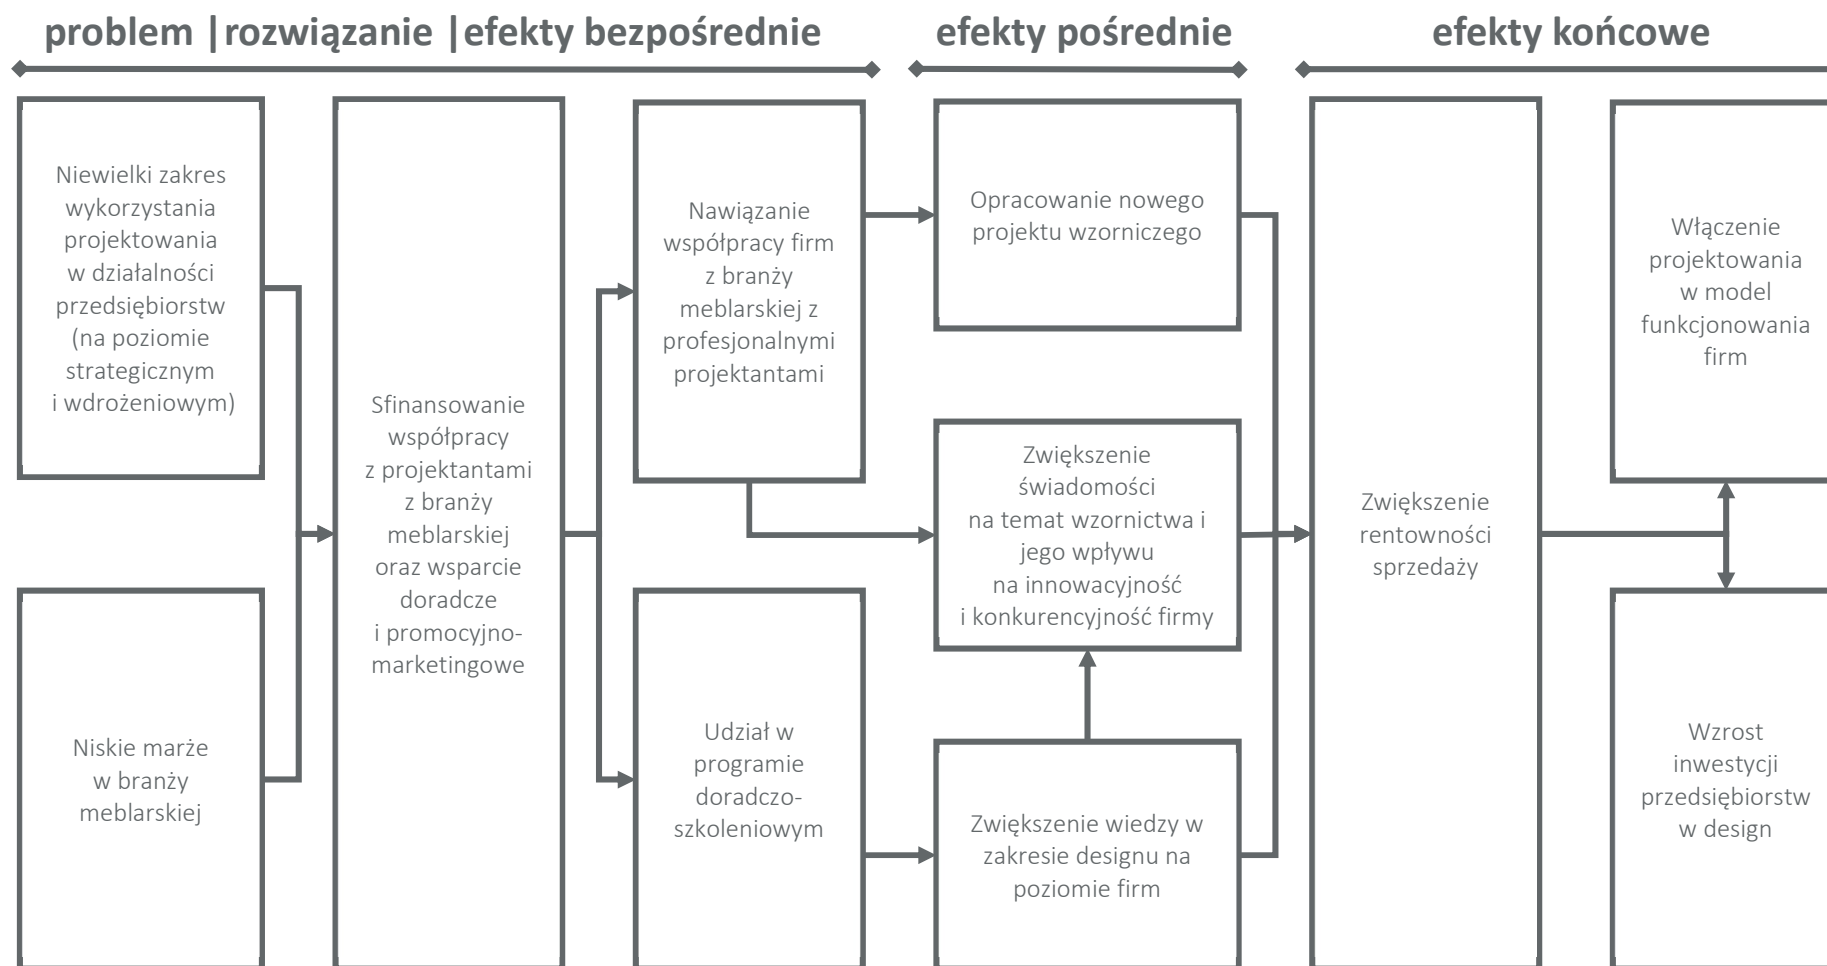 problem |rozwiązanie |efekty bezpośrednie
efekty pośrednie
efekty końcowe
Niewielki zakres
wykorzystania
projektowania
w działalności
przedsiębiorstw
(na poziomie
strategicznym
i wdrożeniowym)
Niskie marże
w branży
meblarskiej
Sfinansowanie
współpracy
z projektantami
z branży
meblarskiej
oraz wsparcie
doradcze
i promocyjno-
marketingowe
Nawiązanie
współpracy firm
z branży
meblarskiej z
profesjonalnymi
projektantami
Udział w
programie
doradczo-
szkoleniowym
Opracowanie nowego
projektu wzorniczego
Zwiększenie
świadomości
na temat wzornictwa i
jego wpływu
na innowacyjność
i konkurencyjność firmy
Zwiększenie wiedzy w
zakresie designu na
poziomie firm
Zwiększenie
rentowności
sprzedaży
Włączenie
projektowania
w model
funkcjonowania
firm
Wzrost
inwestycji
przedsiębiorstw
w design